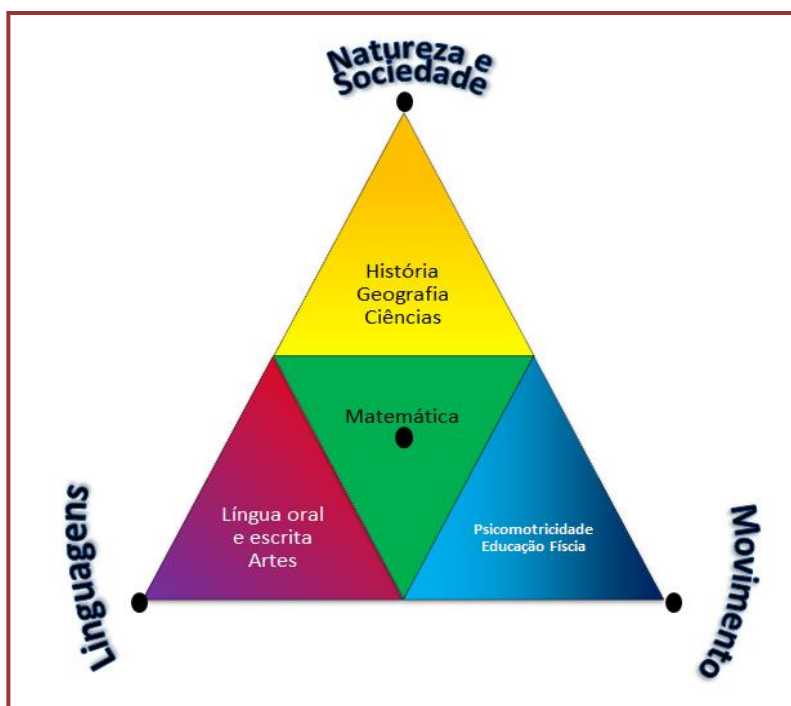 Natureza e
Sociedade
História
Geografia
Ciências
Matemática
Língua oral
e escrita
Artes
Psicomotricidade
Educação Físcia
Linguagens
Movimento